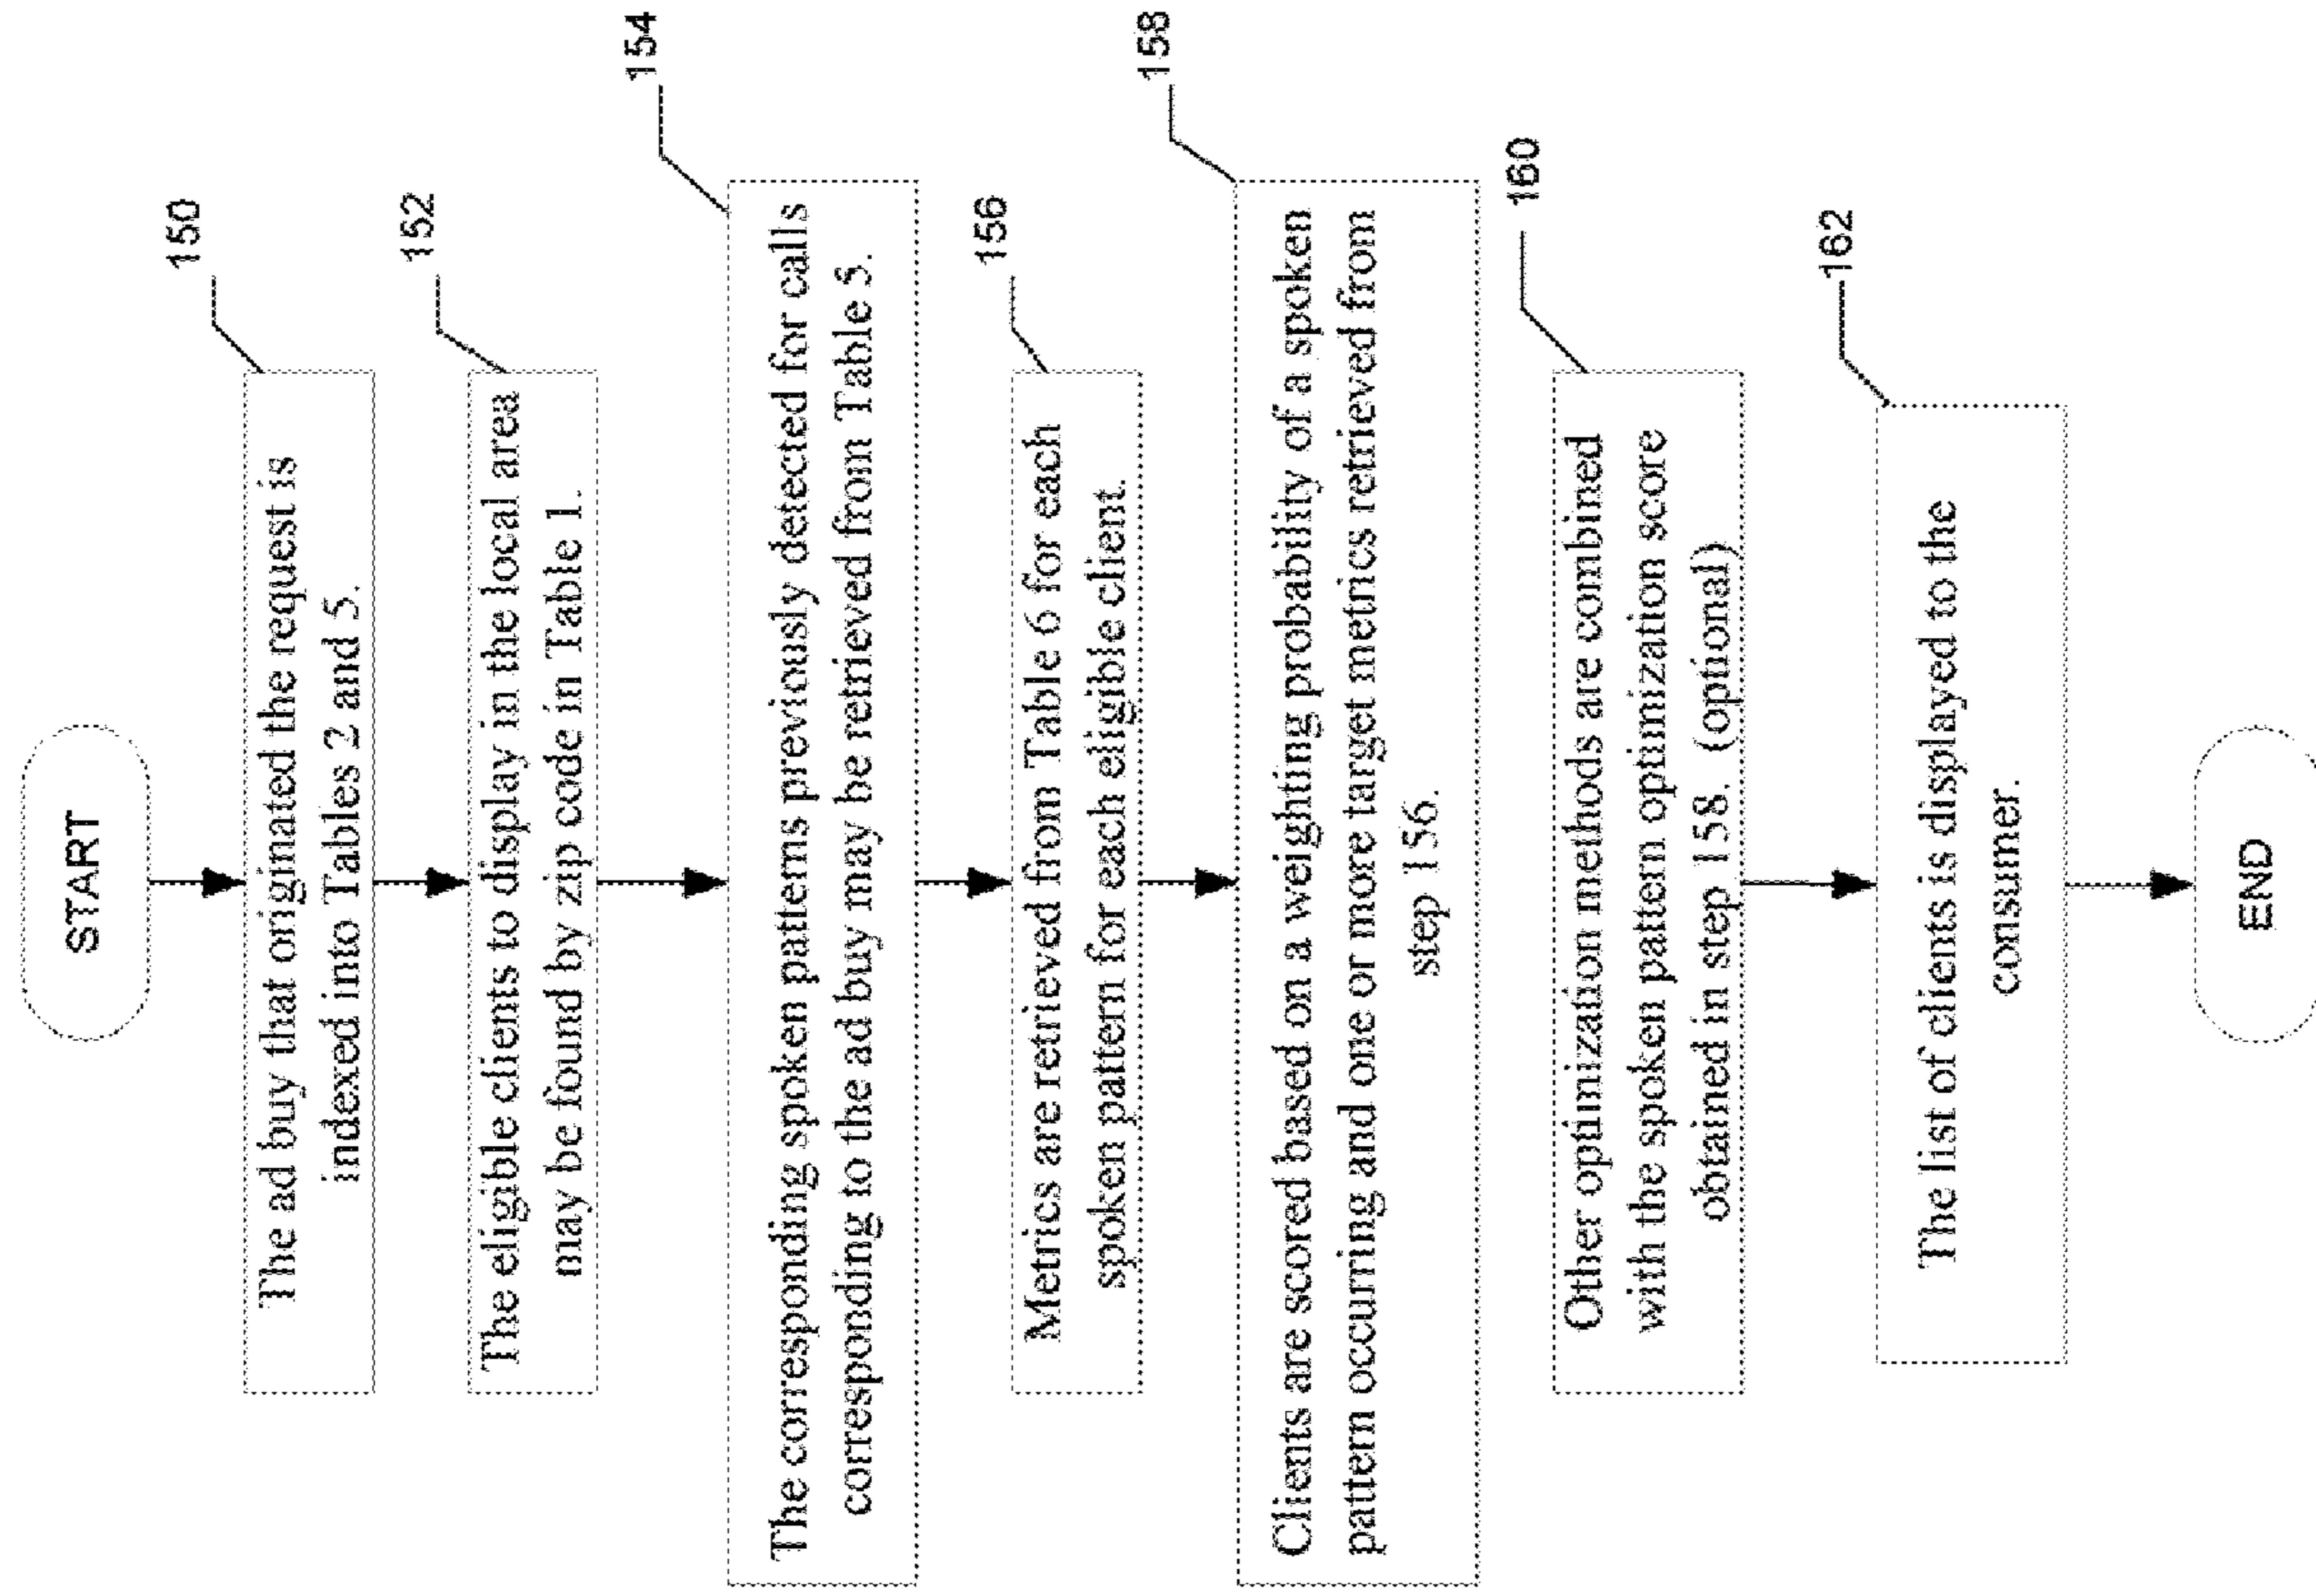 START
150
The ad buy that originated the request is
indexed into Tables 2 and 5.
152
The eligible clients to display in the local area
may be found by zip code in Table 1.
154
The corresponding spoken patterns previously detected for calls
corresponding to the ad buy may be retrieved from Table 5.
156
Metrics are retrieved from Table 6 for each
spoken pattern for each eligible client.
158
Clients are scored based on a weighting probability of a spoken
pattern occurring and one or more target metrics retrieved from
step 156.
160
Other optimization methods are combined
with the spoken pattern optimization score
obtained in step 158. (optional)
162
The list of clients is displayed to the
consumer.
END